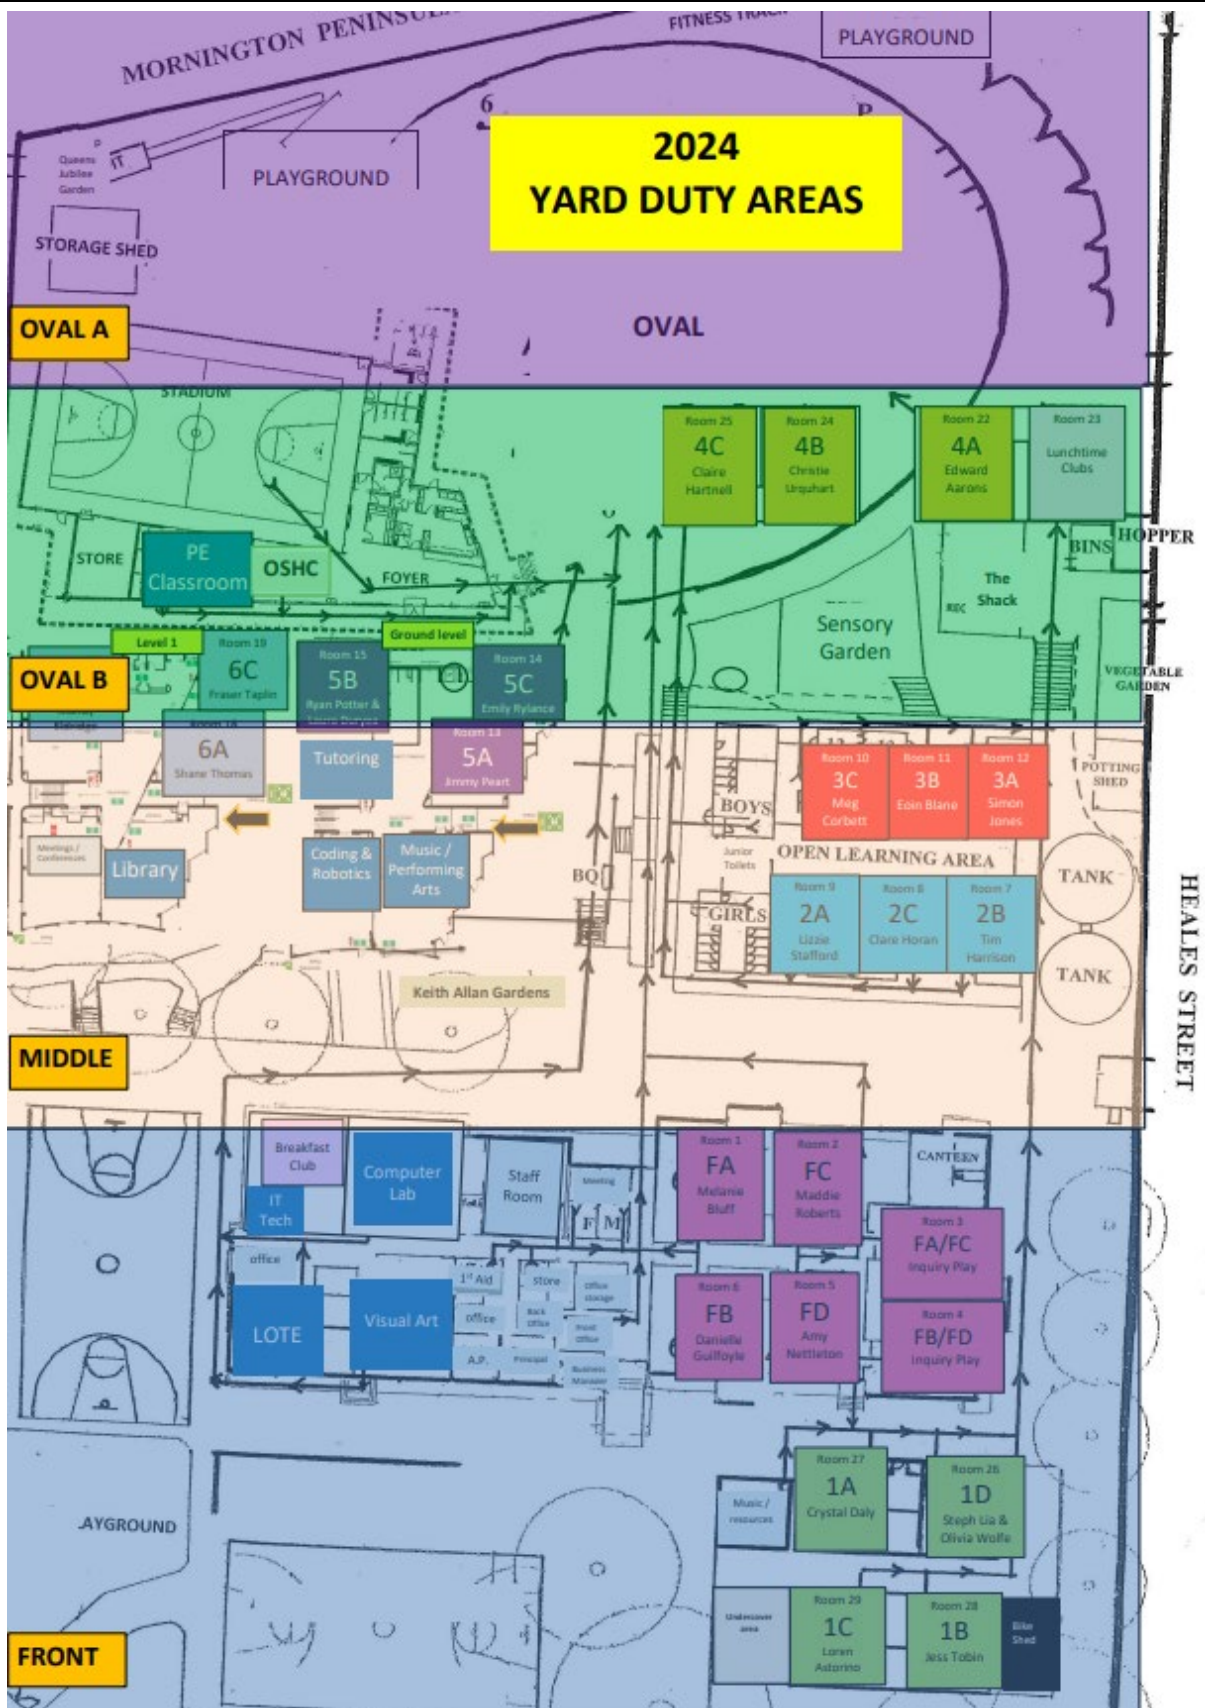 MORNINGTON PENINSULA
FITNESS TRACK
PLAYGROUND
6
P
2024
YARD DUTY AREAS
P
IT
Queens
Jubilee
Garden
PLAYGROUND
STORAGE SHED
OVAL A
OVAL
STADIUM
Room 25
4C
Claire
Hartnell
Room 24
4B
Christie
Urquhart
Room 22
4A
Edward
Aarons
Room 23
Lunchtime
Clubs
STORE
PE
Classroom
OSHC
FOYER
BINS
HOPPER
The
Shack
REC
Sensory
Garden
VEGETABLE
GARDEN
Level 1
Ground level
OVAL B
Room 19
6C
Fraser Taplin
Room 15
5B
Ryan Potter &
Room 14
5C
Emily Rylance
Room 18
6A
Shane Thomas
Tutoring
Room 13
5A
Jimmy Peart
Room 10
3C
Meg
Corbett
Room 11
3B
Eoin Blane
Room 12
3A
Simon
Jones
POTTING
SHED
BOYS
Junior
Toilets
OPEN LEARNING AREA
Meetings /
Conferences
Library
Coding &
Robotics
Music /
Performing
Arts
BQ
GIRLS
Room 9
2A
Lizzie
Stafford
Room 8
2C
Clare Horan
Room 7
2B
Tim
Harrison
TANK
TANK
HEALES STREET
Keith Allan Gardens
MIDDLE
Breakfast
Club
IT
Tech
Computer
Lab
Staff
Room
Meeting
F M
Room 1
FA
Melanie
Bluff
Room 2
FC
Maddie
Roberts
CANTEEN
Room 3
FA/FC
Inquiry Play
office
1st Aid
store
Office
storage
LOTE
Visual Art
office
Back
Office
Front
Office
A.P.
Principal
Business
Manager
Room 6
FB
Danielle
Guilfoyle
Room 5
FD
Amy
Nettleton
Room 4
FB/FD
Inquiry Play
AYGROUND
Music /
resources
Room 27
1A
Crystal Daly
Room 26
1D
Steph Lia &
Olivia Wolfe
Undercover
area
Room 29
1C
Loren
Astorino
Room 28
1B
Jess Tobin
Bike
Shed
FRONT